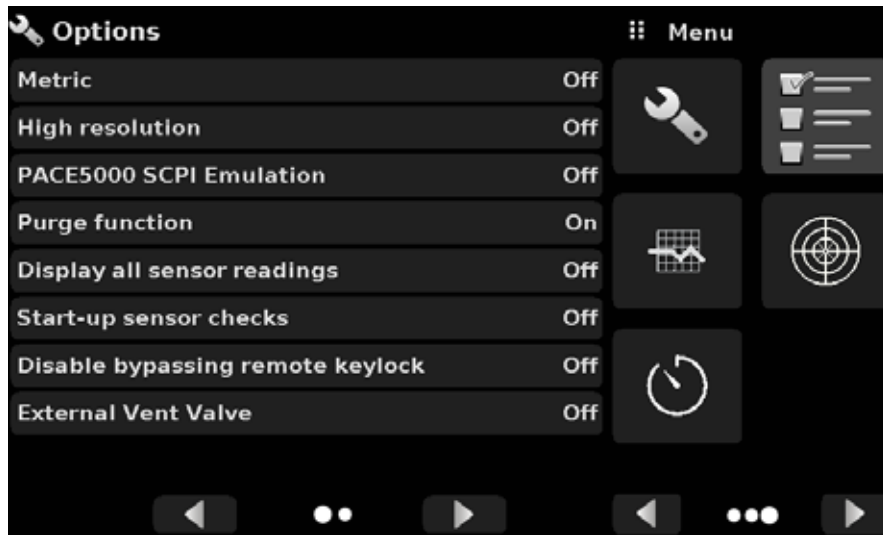 Options
Metric Off
High resolution Off
PACE5000 SCPI Emulation Off
Purge function On
Display all sensor readings Off
Start-up sensor checks Off
Disable bypassing remote keylock Off
External Vent Valve Off
Menu